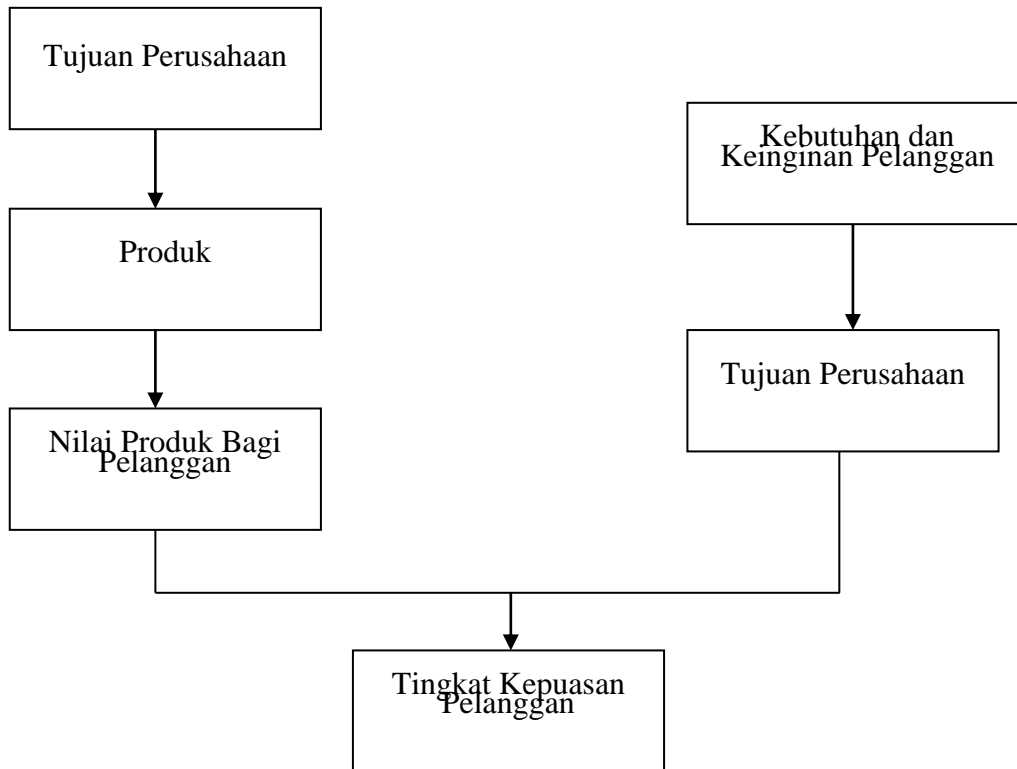 Tujuan Perusahaan
Kebutuhan dan
Keinginan Pelanggan
Produk
Tujuan Perusahaan
Nilai Produk Bagi
Pelanggan
Tingkat Kepuasan
Pelanggan